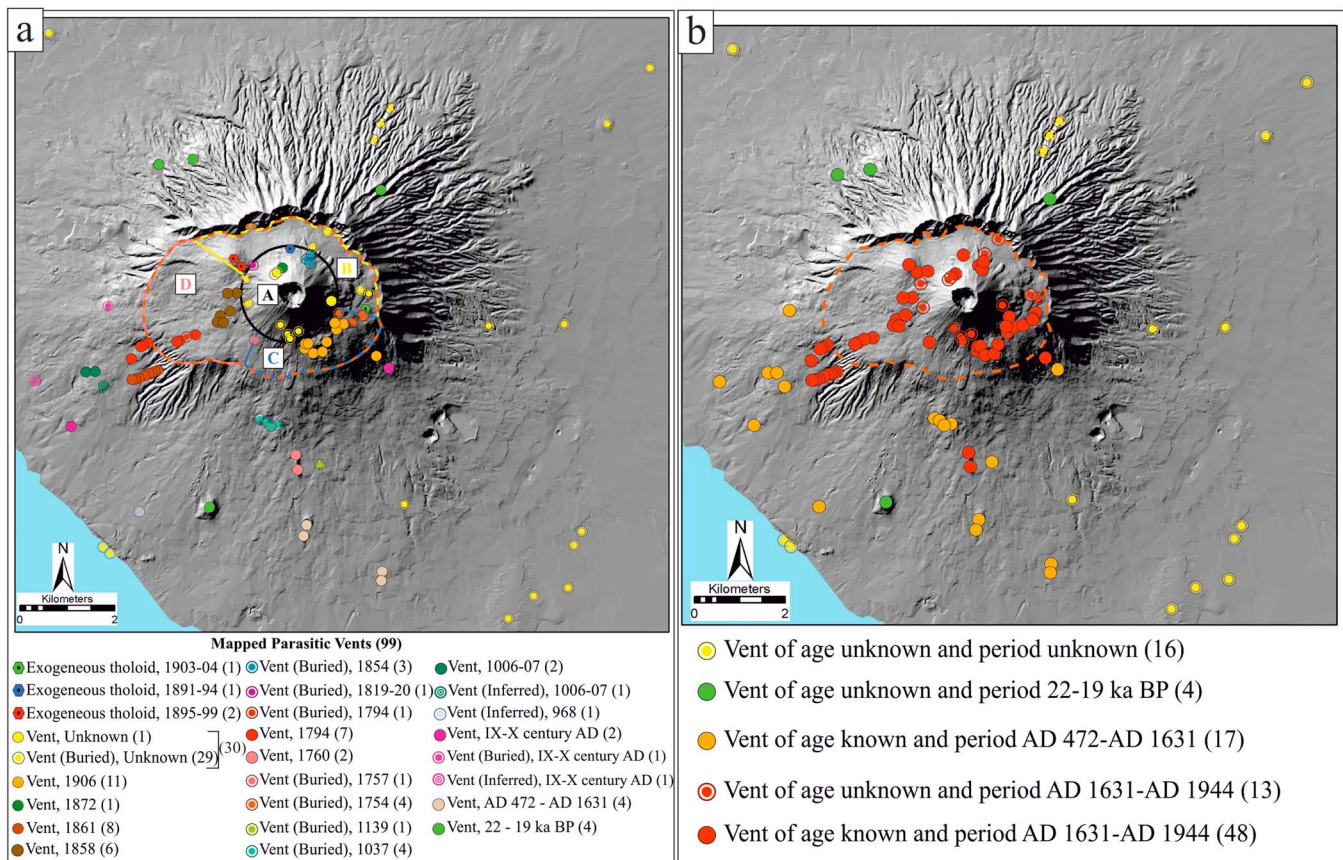 a
A
B
C
D
N
Kilometers
0 2
Mapped Parasitic Vents (99)
Exogeneous tholoid, 1903-04 (1)
Exogeneous tholoid, 1891-94 (1)
Exogeneous tholoid, 1895-99 (2)
Vent, Unknown (1)
Vent (Buried), Unknown (29)
(30)
Vent, 1906 (11)
Vent, 1872 (1)
Vent, 1861 (8)
Vent, 1858 (6)
Vent (Buried), 1854 (3)
Vent (Buried), 1819-20 (1)
Vent (Buried), 1794 (1)
Vent, 1794 (7)
Vent, 1760 (2)
Vent (Buried), 1757 (1)
Vent (Buried), 1754 (4)
Vent (Buried), 1139 (1)
Vent (Buried), 1037 (4)
Vent, 1006-07 (2)
Vent (Inferred), 1006-07 (1)
Vent (Inferred), 968 (1)
Vent, IX-X century AD (2)
Vent (Buried), IX-X century AD (1)
Vent (Inferred), IX-X century AD (1)
Vent, AD 472 - AD 1631 (4)
Vent, 22 - 19 ka BP (4)
b
N
Kilometers
0 2
Vent of age unknown and period unknown (16)
Vent of age unknown and period 22-19 ka BP (4)
Vent of age known and period AD 472-AD 1631 (17)
Vent of age unknown and period AD 1631-AD 1944 (13)
Vent of age known and period AD 1631-AD 1944 (48)